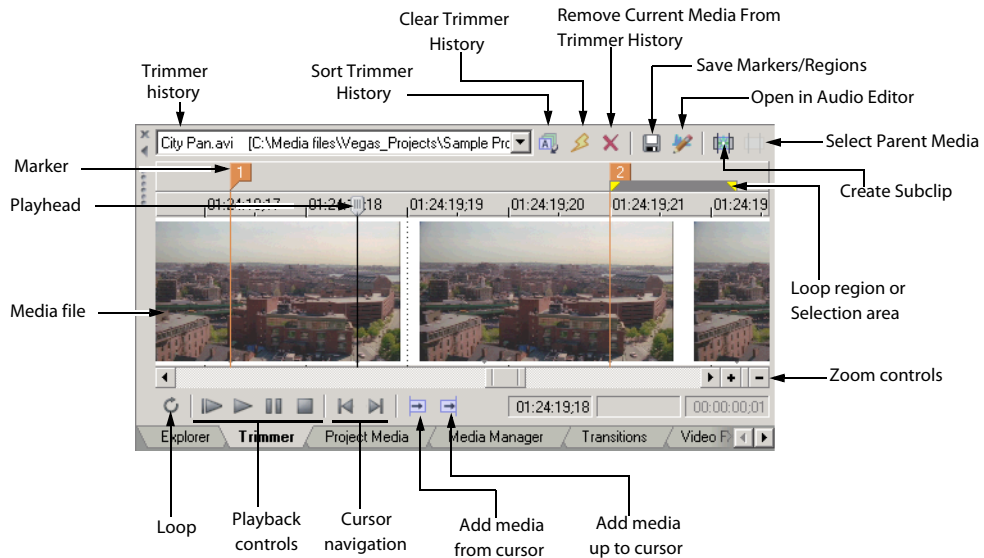 Clear Trimmer
History
Remove Current Media From
Trimmer History
Trimmer
history
Sort Trimmer
History
Save Markers/Regions
Open in Audio Editor
City Pan.avi [C:\Media files\Vegas_Projects\Sample Prc
Select Parent Media
Marker
1
2
Create Subclip
Playhead
01:24:18;17 01:24:18;18 01:24:19;19 01:24:19;20 01:24:19;21 01:24:19
Loop region or
Selection area
Media file
Zoom controls
01:24:19;18
00:00:00;01
Explorer Trimmer Project Media Media Manager Transitions Video F
Loop
Playback
controls
Cursor
navigation
Add media
from cursor
Add media
up to cursor